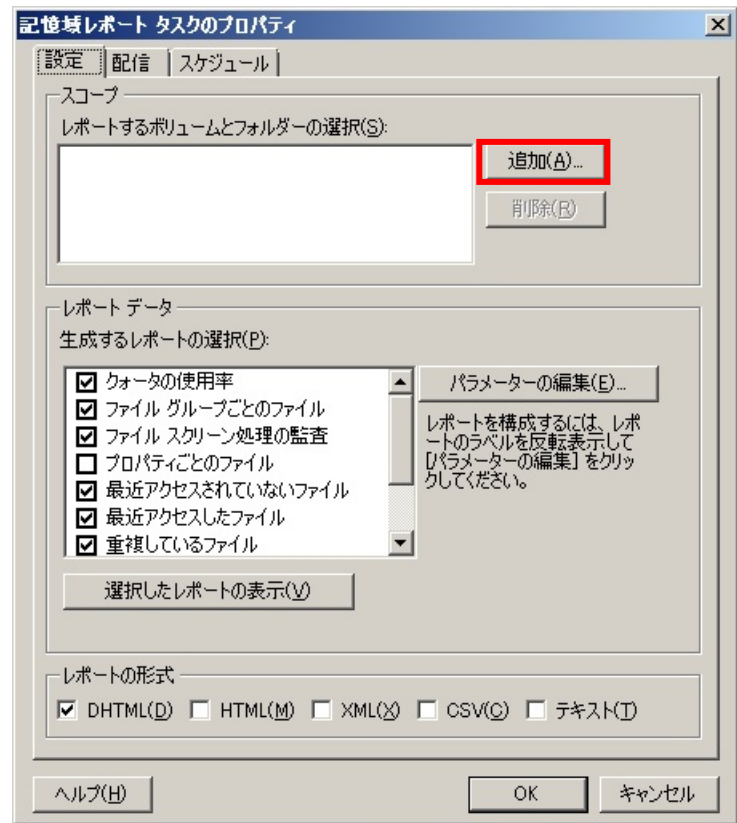 記憶域レポート タスクのプロパティ
設定 配信 スケジュール
スコープ
レポートするボリュームとフォルダーの選択(S):
追加(A)...
削除(R)
レポート データ
生成するレポートの選択(P):
クォータの使用率
ファイル グループごとのファイル
ファイル スクリーン処理の監査
プロパティごとのファイル
最近アクセスされていないファイル
最近アクセスしたファイル
重複しているファイル
パラメーターの編集(E)...
レポートを構成するには、レポ
ートのラベルを反転表示して
[パラメーターの編集] をクリッ
クしてください。
選択したレポートの表示(V)
レポートの形式
DHTML(D) HTML(M) XML(X) CSV(C) テキスト(T)
ヘルプ(H) OK キャンセル